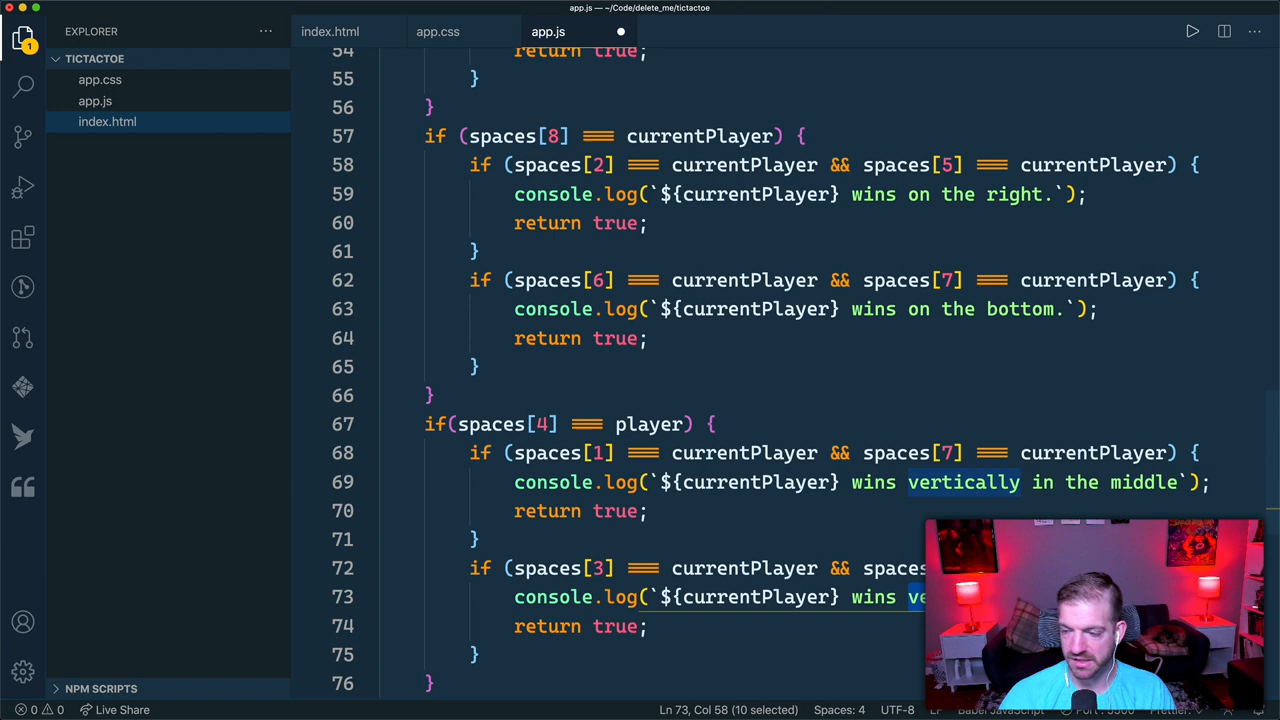 app.js — ~/Code/delete_me/tictactoe
1
EXPLORER
index.html
app.css
app.js
TICTACTOE
app.css
app.js
index.html
54 return true;
55 }
56 }
57 if (spaces[8] === currentPlayer) {
58 if (spaces[2] === currentPlayer && spaces[5] === currentPlayer) {
59 console.log(`${currentPlayer} wins on the right.`);
60 return true;
61 }
62 if (spaces[6] === currentPlayer && spaces[7] === currentPlayer) {
63 console.log(`${currentPlayer} wins on the bottom.`);
64 return true;
65 }
66 }
67 if(spaces[4] === player) {
68 if (spaces[1] === currentPlayer && spaces[7] === currentPlayer) {
69 console.log(`${currentPlayer} wins vertically in the middle`);
70 return true;
71 }
72 if (spaces[3] === currentPlayer &&
73 console.log(`${currentPlayer} wins
74 return true;
75 }
76 }
NPM SCRIPTS
0 0 Live Share
Ln 73, Col 58 (10 selected) Spaces: 4 UTF-8